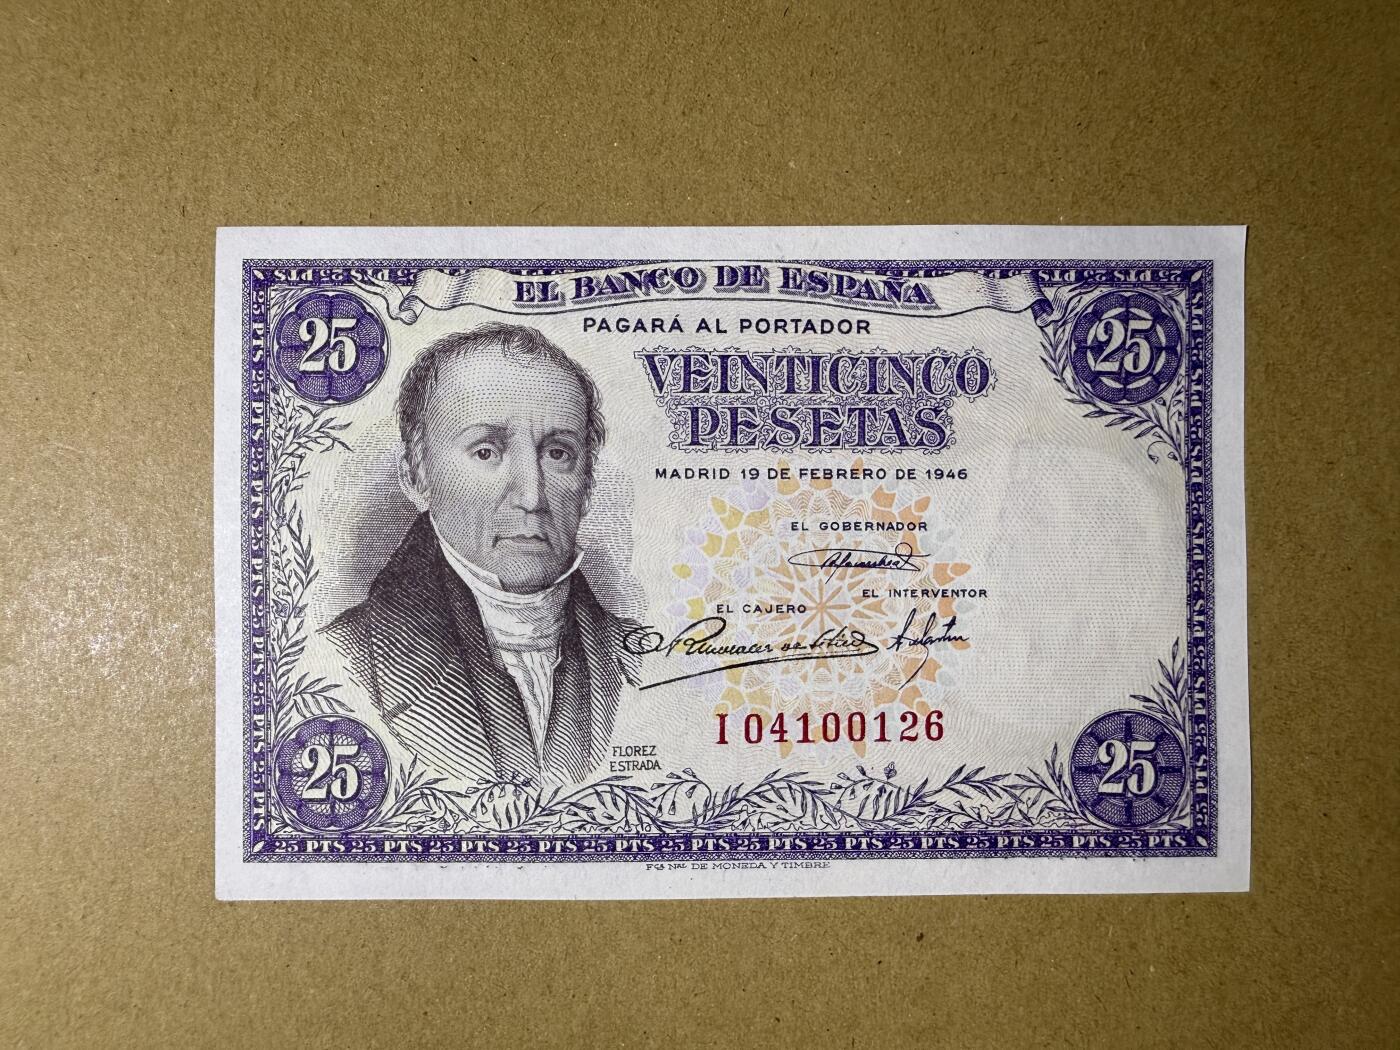 EL BANCO DE ESPAÑA
25
25
PAGARÁ AL PORTADOR
VEINTICINCO
PESETAS
MADRID 19 DE FEBRERO DE 1946
EL GOBERNADOR
EL INTERVENTOR
EL CAJERO
I 04100126
FLOREZ
ESTRADA
25
25
25 PTS 25 PTS 25 PTS 25 PTS 25 PTS 25 PTS 25 PTS 25 PTS 25 PTS 25 PTS 25 PTS 25 PTS
FCA NAL DE MONEDA Y TIMBRE